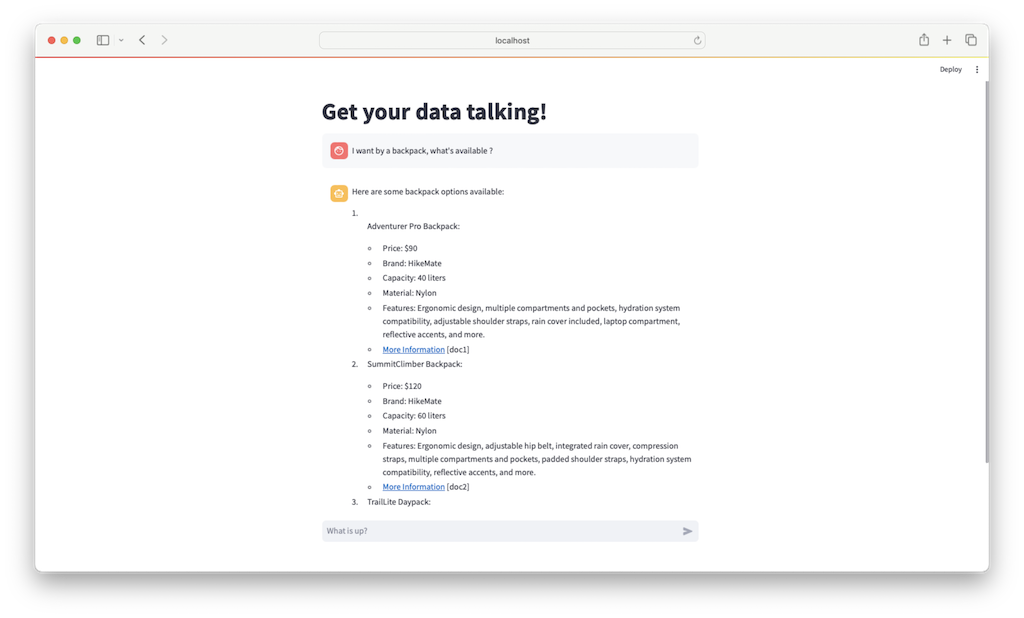 localhost
Deploy
Get your data talking!
I want by a backpack, what's available ?
Here are some backpack options available:
1.
Adventurer Pro Backpack:
Price: $90
Brand: HikeMate
Capacity: 40 liters
Material: Nylon
Features: Ergonomic design, multiple compartments and pockets, hydration system
compatibility, adjustable shoulder straps, rain cover included, laptop compartment,
reflective accents, and more.
More Information [doc1]
2. SummitClimber Backpack:
Price: $120
Brand: HikeMate
Capacity: 60 liters
Material: Nylon
Features: Ergonomic design, adjustable hip belt, integrated rain cover, compression
straps, multiple compartments and pockets, padded shoulder straps, hydration system
compatibility, reflective accents, and more.
More Information [doc2]
3. TrailLite Daypack:
What is up?